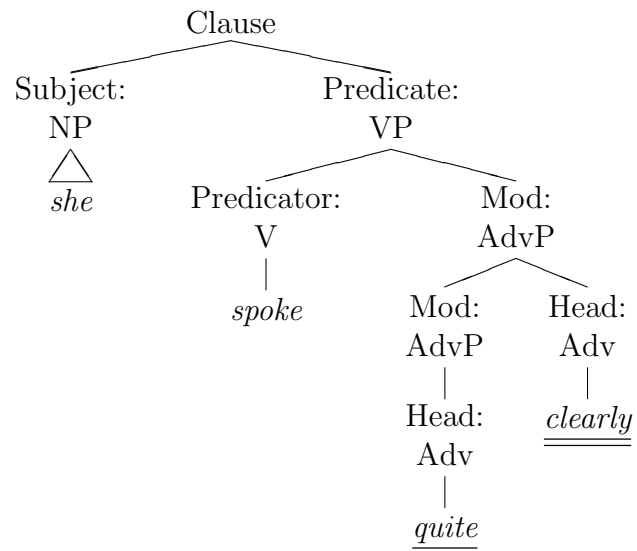 Clause
Subject: Predicate:
NP VP
she Predicator: Mod:
V AdvP
spoke Mod: Head:
AdvP Adv
Head: clearly
Adv
quite